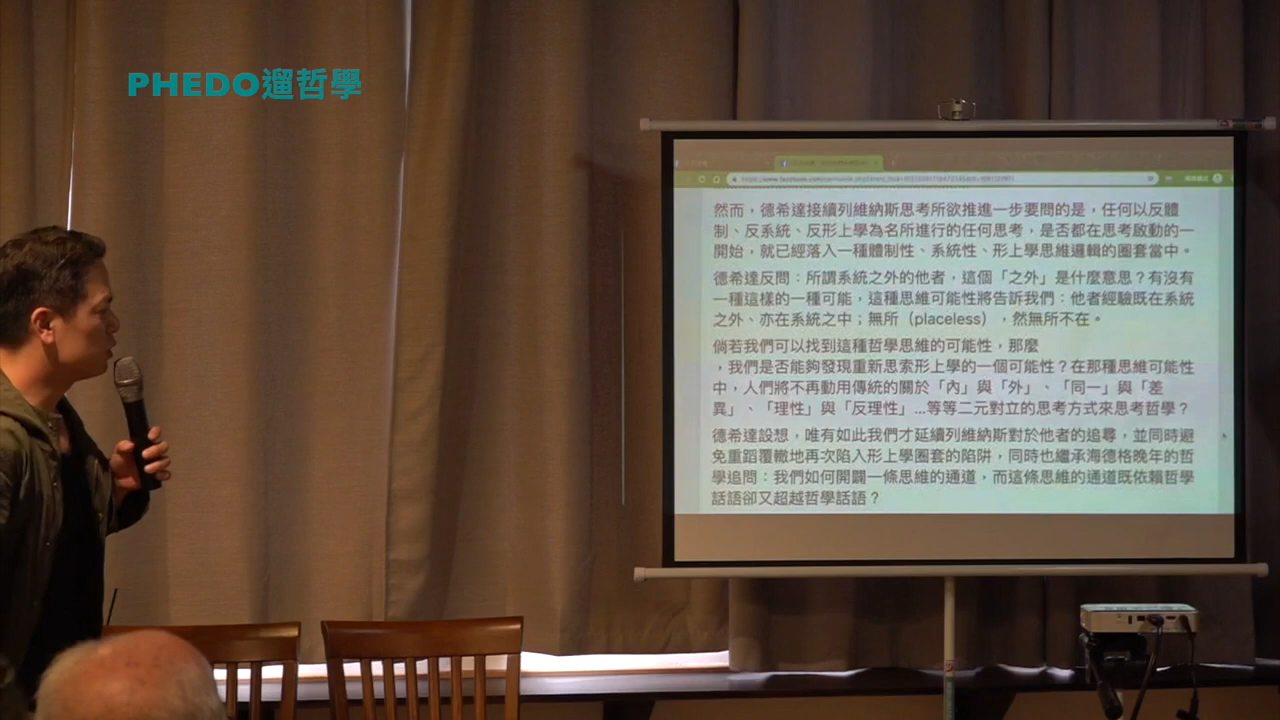 PHEDO遛哲學
然而，德希達接續列維納斯思考所欲推進一步要問的是，任何以反體
制、反系統、反形上學為名所進行的任何思考，是否都在思考啟動的一
開始，就已經落入一種體制性、系統性、形上學思維邏輯的圈套當中。
德希達反問：所謂系統之外的他者，這個「之外」是什麼意思？有沒有
一種這樣的一種可能，這種思維可能性將告訴我們：他者經驗既在系統
之外、亦在系統之中；無所（placeless），然無所不在。
倘若我們可以找到這種哲學思維的可能性，那麼
，我們是否能夠發現重新思索形上學的一個可能性？在那種思維可能性
中，人們將不再動用傳統的關於「內」與「外」、「同一」與「差
異」、「理性」與「反理性」...等等二元對立的思考方式來思考哲學？
德希達設想，唯有如此我們才延續列維納斯對於他者的追尋，並同時避
免重蹈覆轍地再次陷入形上學圈套的陷阱，同時也繼承海德格晚年的哲
學追問：我們如何開闢一條思維的通道，而這條思維的通道既依賴哲學
話語卻又超越哲學話語？